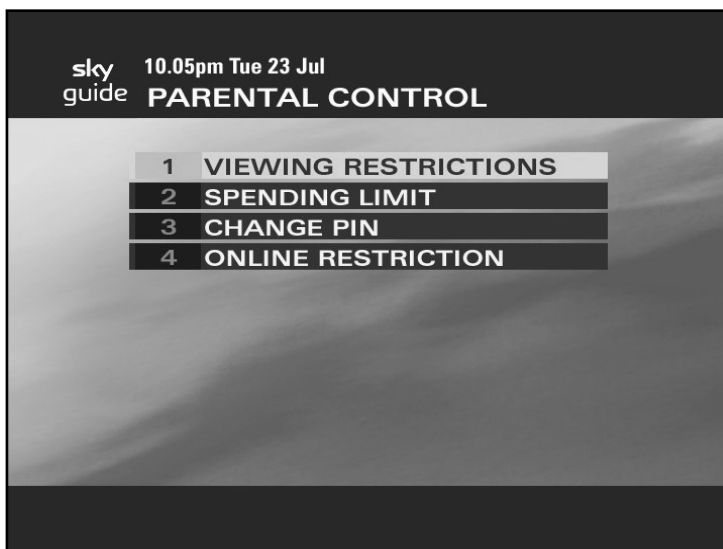 sky 10.05pm Tue 23 Jul
guide PARENTAL CONTROL
1 VIEWING RESTRICTIONS
2 SPENDING LIMIT
3 CHANGE PIN
4 ONLINE RESTRICTION